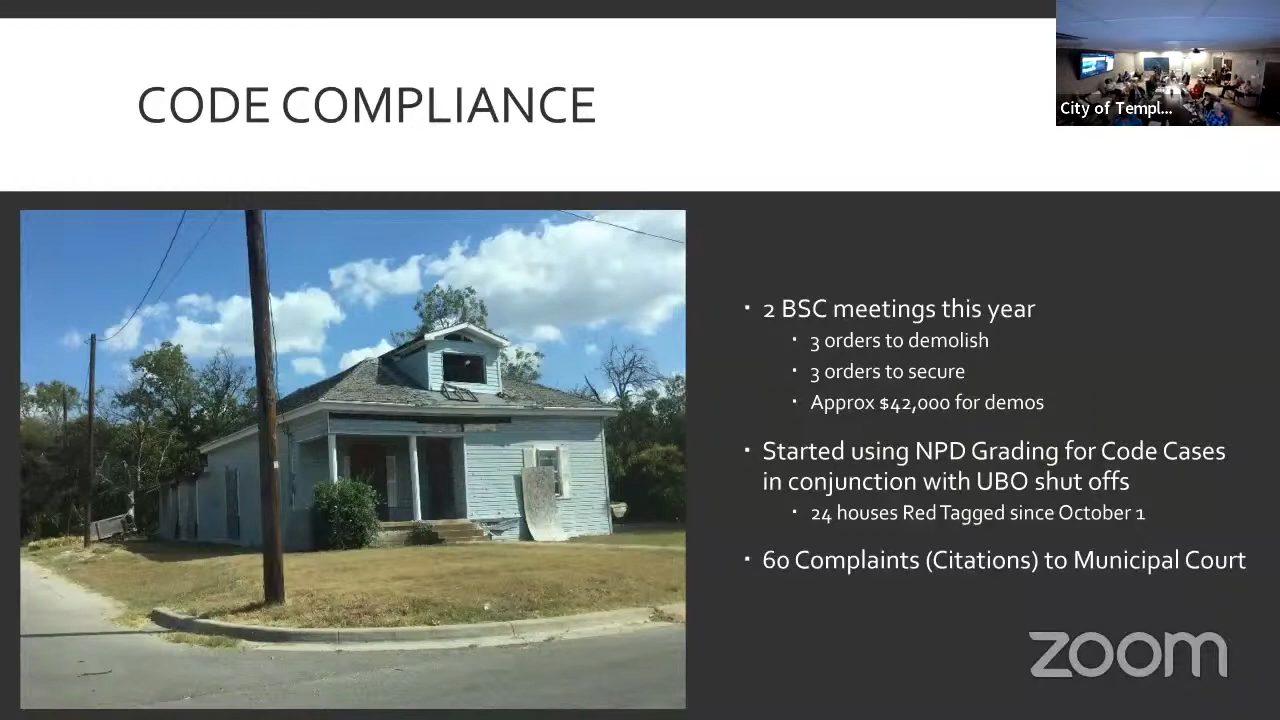 CODE COMPLIANCE
City of Templ...
▪ 2 BSC meetings this year
▪ 3 orders to demolish
▪ 3 orders to secure
▪ Approx $42,000 for demos
▪ Started using NPD Grading for Code Cases
in conjunction with UBO shut offs
▪ 24 houses Red Tagged since October 1
▪ 60 Complaints (Citations) to Municipal Court
zoom